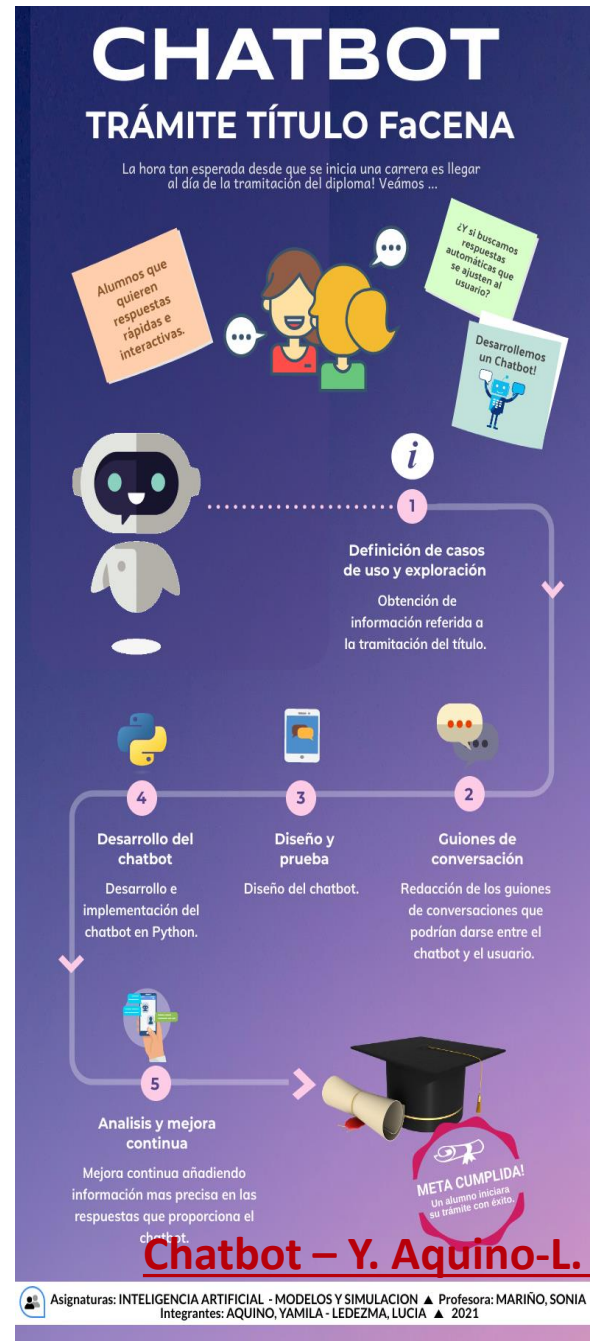 CHATBOT
TRÁMITE TÍTULO FaCENA
La hora tan esperada desde que se inicia una carrera es llegar
al día de la tramitación del diploma! Veámos ...
Alumnos que
quieren
respuestas
rápidas e
interactivas.
¿Y si buscamos
respuestas
automáticas que
se ajusten al
usuario?
Desarrollemos
un Chatbot!
i
1
Definición de casos
de uso y exploración
Obtención de
información referida a
la tramitación del título.
2
Guiones de
conversación
Redacción de los guiones
de conversaciones que
podrían darse entre el
chatbot y el usuario.
3
Diseño y
prueba
Diseño del chatbot.
4
Desarrollo del
chatbot
Desarrollo e
implementación del
chatbot en Python.
5
Analisis y mejora
continua
Mejora continua añadiendo
información mas precisa en las
respuestas que proporciona el
chatbot.
META CUMPLIDA!
Un alumno iniciara
su trámite con éxito.
Chatbot – Y. Aquino-L.
Asignaturas: INTELIGENCIA ARTIFICIAL - MODELOS Y SIMULACION ▲ Profesora: MARIÑO, SONIA
Integrantes: AQUINO, YAMILA - LEDEZMA, LUCIA ▲ 2021